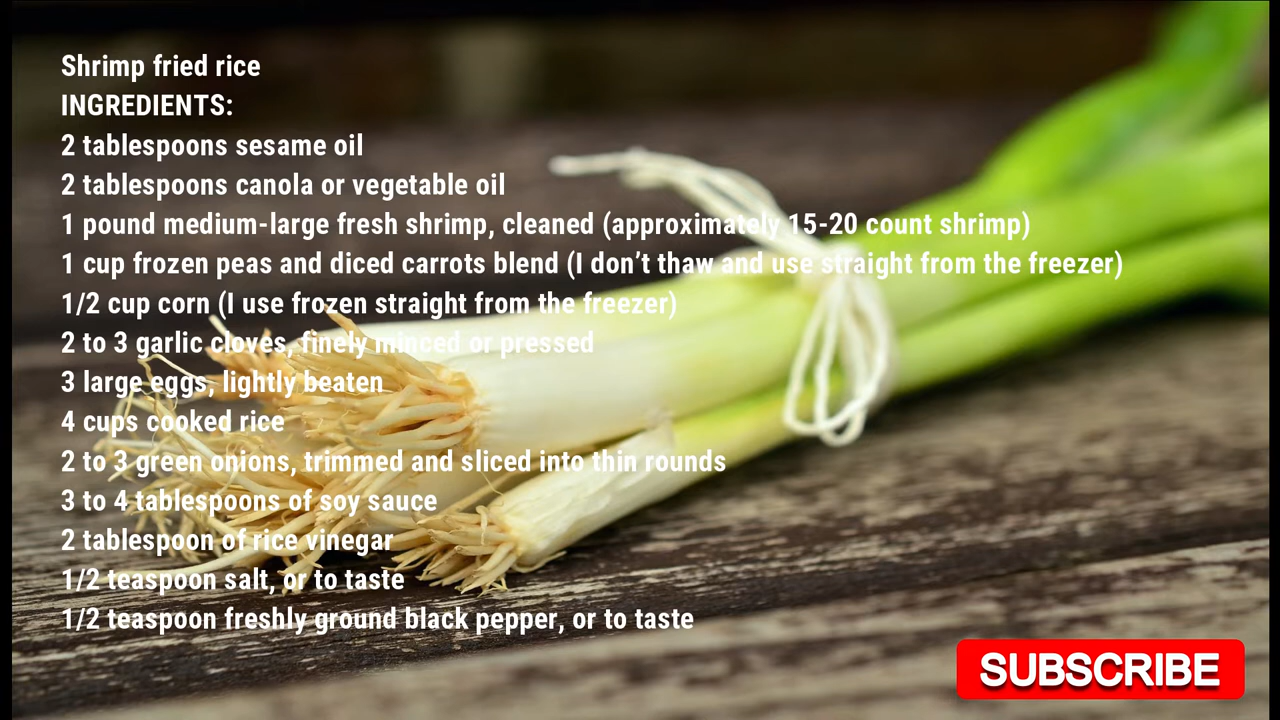 Shrimp fried rice
INGREDIENTS:
2 tablespoons sesame oil
2 tablespoons canola or vegetable oil
1 pound medium-large fresh shrimp, cleaned (approximately 15-20 count shrimp)
1 cup frozen peas and diced carrots blend (I don’t thaw and use straight from the freezer)
1/2 cup corn (I use frozen straight from the freezer)
2 to 3 garlic cloves, finely minced or pressed
3 large eggs, lightly beaten
4 cups cooked rice
2 to 3 green onions, trimmed and sliced into thin rounds
3 to 4 tablespoons of soy sauce
2 tablespoon of rice vinegar
1/2 teaspoon salt, or to taste
1/2 teaspoon freshly ground black pepper, or to taste
SUBSCRIBE